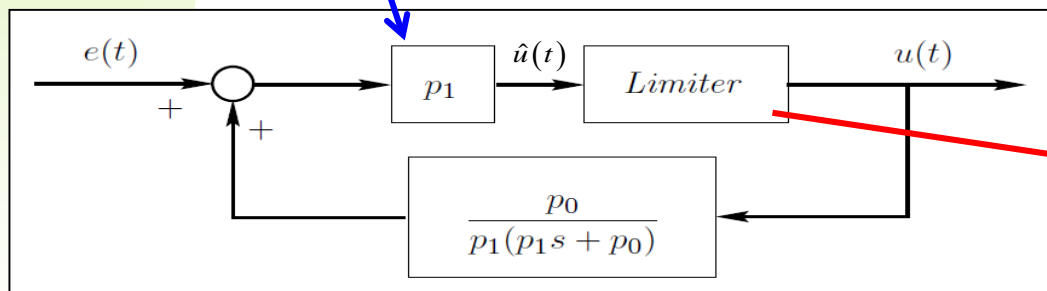 e(t)
+
+
p₁
û(t)
Limiter
u(t)
p₀
p₁(p₁s + p₀)